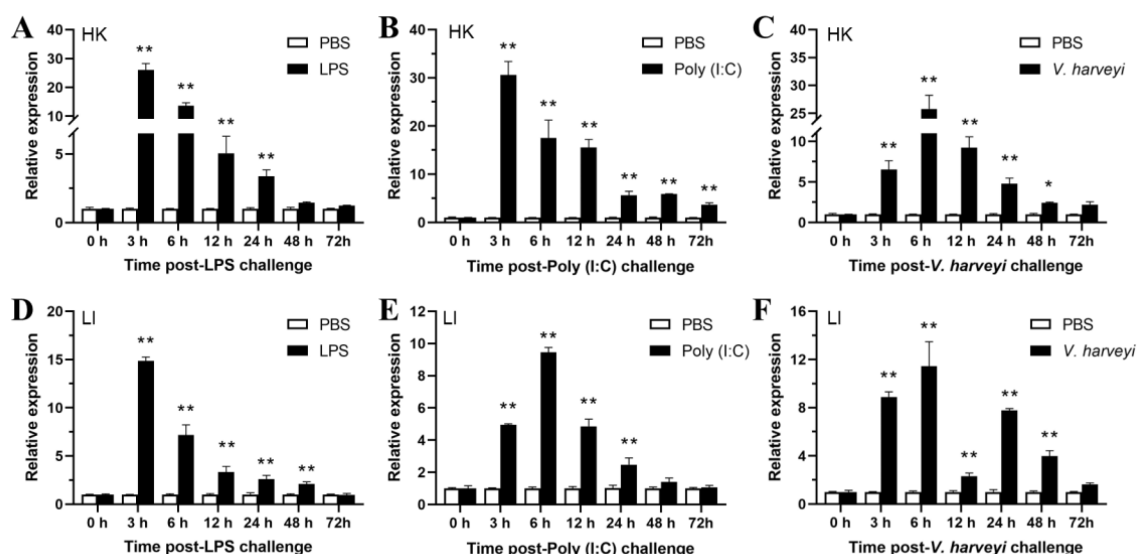 A
HK
PBS
LPS
Relative expression
40
30
20
10
5
0
**
**
**
**
0 h 3 h 6 h 12 h 24 h 48 h 72h
Time post-LPS challenge
B
HK
PBS
Poly (I:C)
Relative expression
40
30
20
10
0
**
**
**
**
**
**
0 h 3 h 6 h 12 h 24 h 48 h 72h
Time post-Poly (I:C) challenge
C
HK
PBS
V. harveyi
Relative expression
35
30
25
20
15
10
5
0
**
**
**
**
*
0 h 3 h 6 h 12 h 24 h 48 h 72h
Time post-V. harveyi challenge
D
LI
PBS
LPS
Relative expression
20
15
10
5
0
**
**
**
**
**
0 h 3 h 6 h 12 h 24 h 48 h 72h
Time post-LPS challenge
E
LI
PBS
Poly (I:C)
Relative expression
12
10
8
6
4
2
0
**
**
**
**
0 h 3 h 6 h 12 h 24 h 48 h 72h
Time post-Poly (I:C) challenge
F
LI
PBS
V. harveyi
Relative expression
16
12
8
4
0
**
**
**
**
**
0 h 3 h 6 h 12 h 24 h 48 h 72h
Time post-V. harveyi challenge